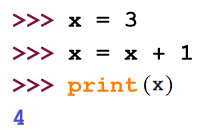 >>> x = 3
>>> x = x + 1
>>> print(x)
4